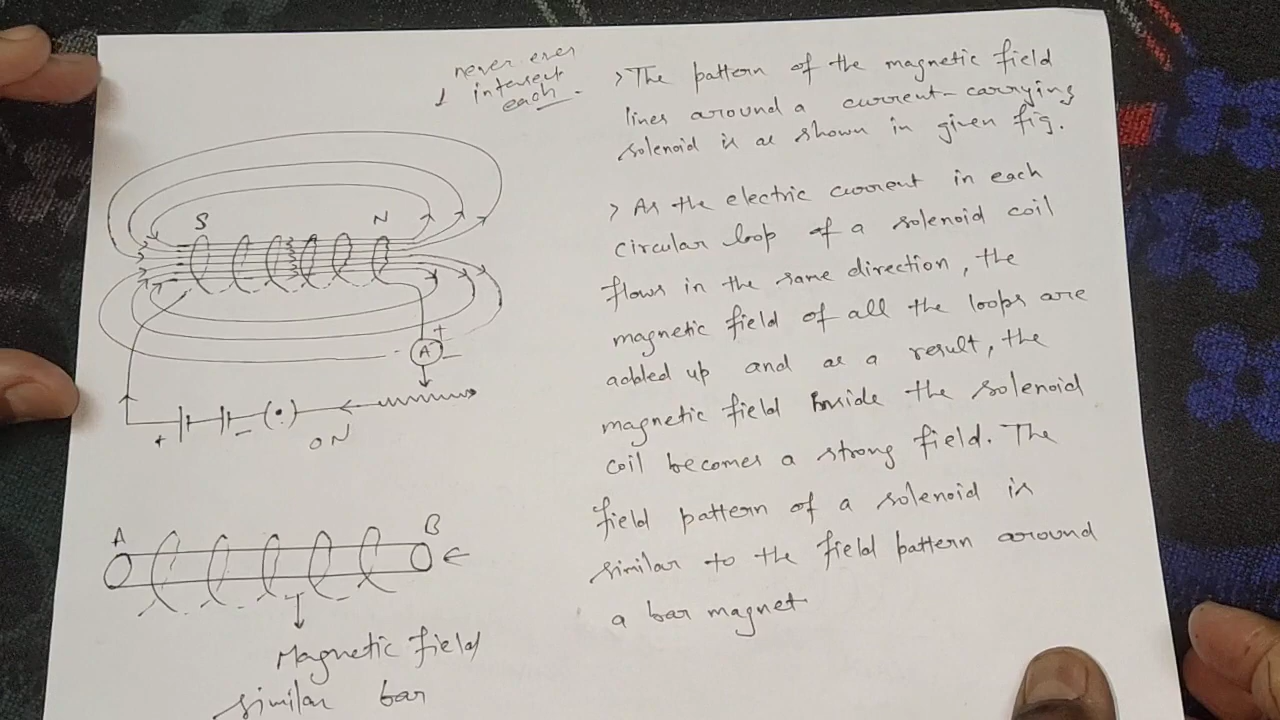 never ever
intersect
each.
S
N
+
A
-
-
+
-
(.)
ON
A
B
Magnetic field
similar bar
> The pattern of the magnetic field
lines around a current-carrying
solenoid is as shown in given fig.
> As the electric current in each
circular loop of a solenoid coil
flows in the same direction, the
magnetic field of all the loops are
added up and as a result, the
magnetic field inside the solenoid
coil becomes a strong field. The
field pattern of a solenoid is
similar to the field pattern around
a bar magnet